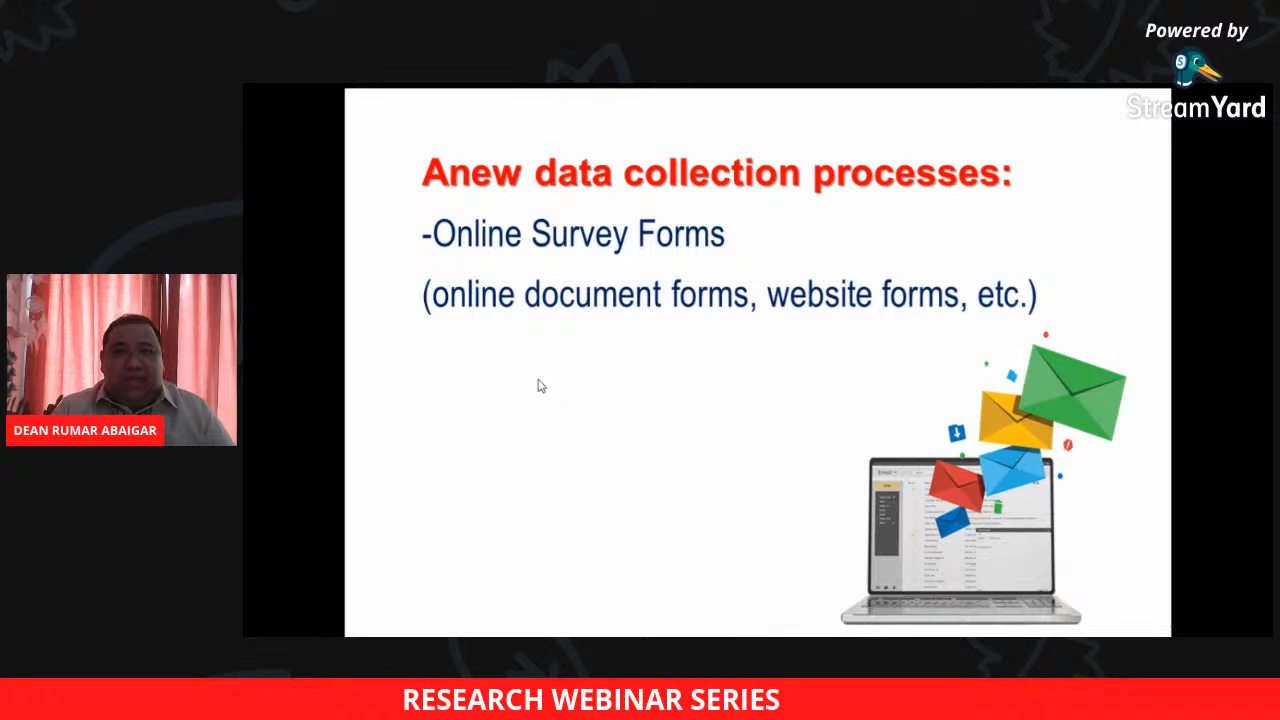 Powered by
StreamYard
Anew data collection processes:
-Online Survey Forms
(online document forms, website forms, etc.)
DEAN RUMAR ABAIGAR
RESEARCH WEBINAR SERIES